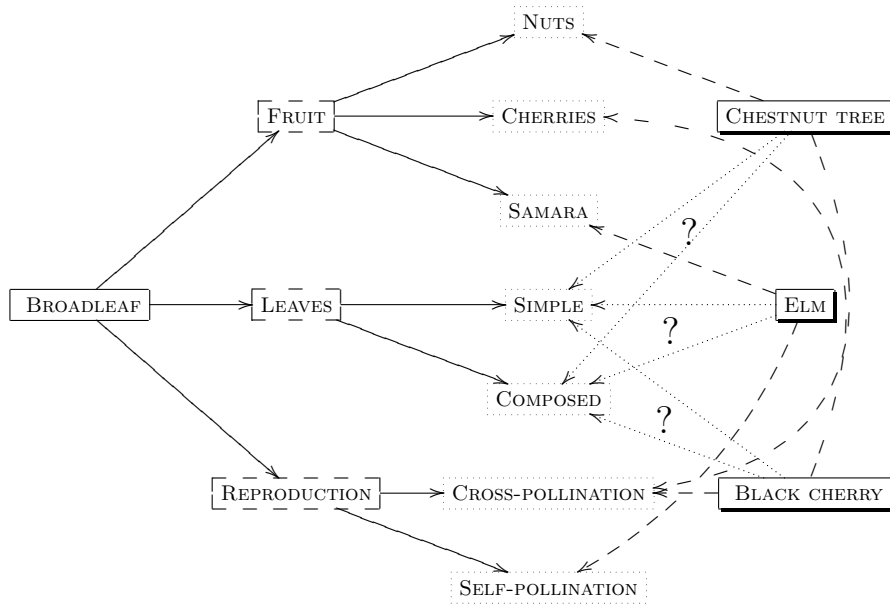 NUTS
FRUIT
CHERRIES
CHESTNUT TREE
SAMARA
?
BROADLEAF
LEAVES
SIMPLE
ELM
?
COMPOSED
?
REPRODUCTION
CROSS-POLLINATION
BLACK CHERRY
SELF-POLLINATION